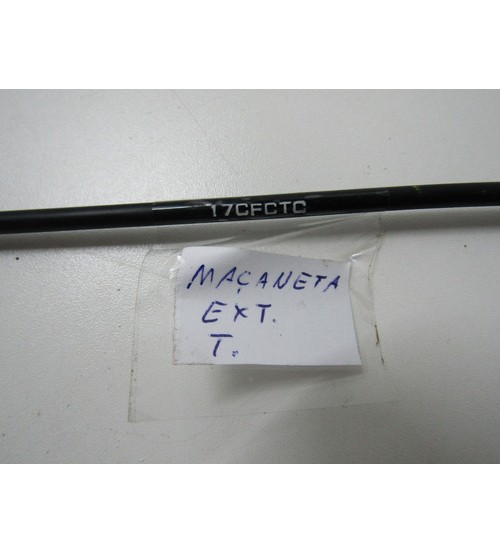 17CFCTC
MAÇANETA
EXT.
T.